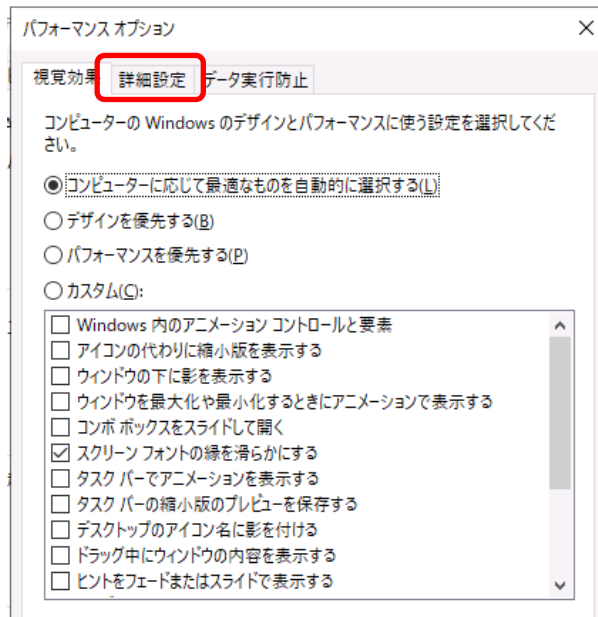 パフォーマンス オプション
視覚効果 詳細設定 データ実行防止
コンピューターの Windows のデザインとパフォーマンスに使う設定を選択してくだ
さい。
コンピューターに応じて最適なものを自動的に選択する(L)
デザインを優先する(B)
パフォーマンスを優先する(P)
カスタム(C):
Windows 内のアニメーション コントロールと要素
アイコンの代わりに縮小版を表示する
ウィンドウの下に影を表示する
ウィンドウを最大化や最小化するときにアニメーションで表示する
コンボ ボックスをスライドして開く
スクリーン フォントの縁を滑らかにする
タスク バーでアニメーションを表示する
タスク バーの縮小版のプレビューを保存する
デスクトップのアイコン名に影を付ける
ドラッグ中にウィンドウの内容を表示する
ヒントをフェードまたはスライドで表示する